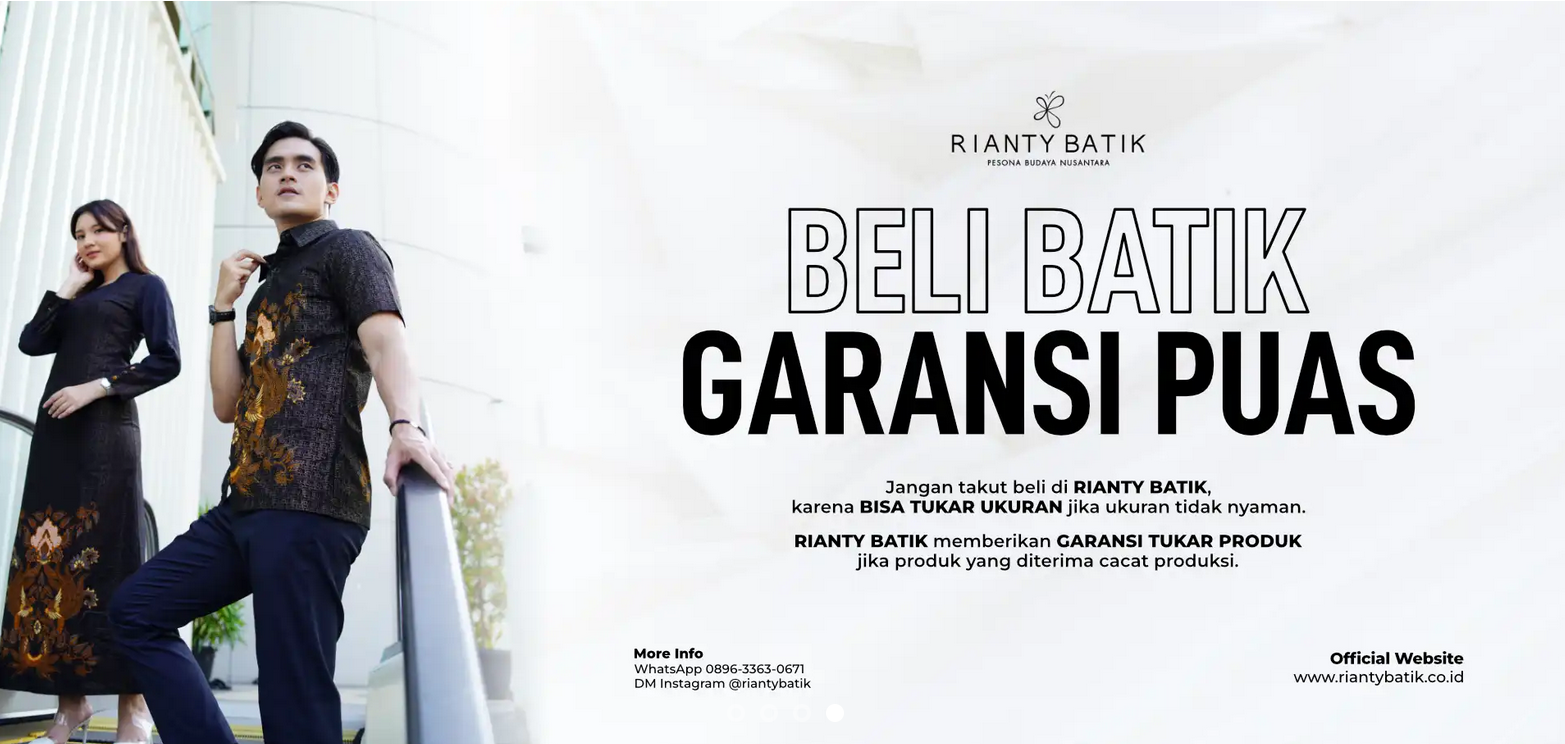 RIANTY BATIK
PESONA BUDAYA NUSANTARA
BELI BATIK
GARANSI PUAS
Jangan takut beli di RIANTY BATIK,
karena BISA TUKAR UKURAN jika ukuran tidak nyaman.
RIANTY BATIK memberikan GARANSI TUKAR PRODUK
jika produk yang diterima cacat produksi.
More Info
WhatsApp 0896-3363-0671
DM Instagram @riantybatik
Official Website
www.riantybatik.co.id